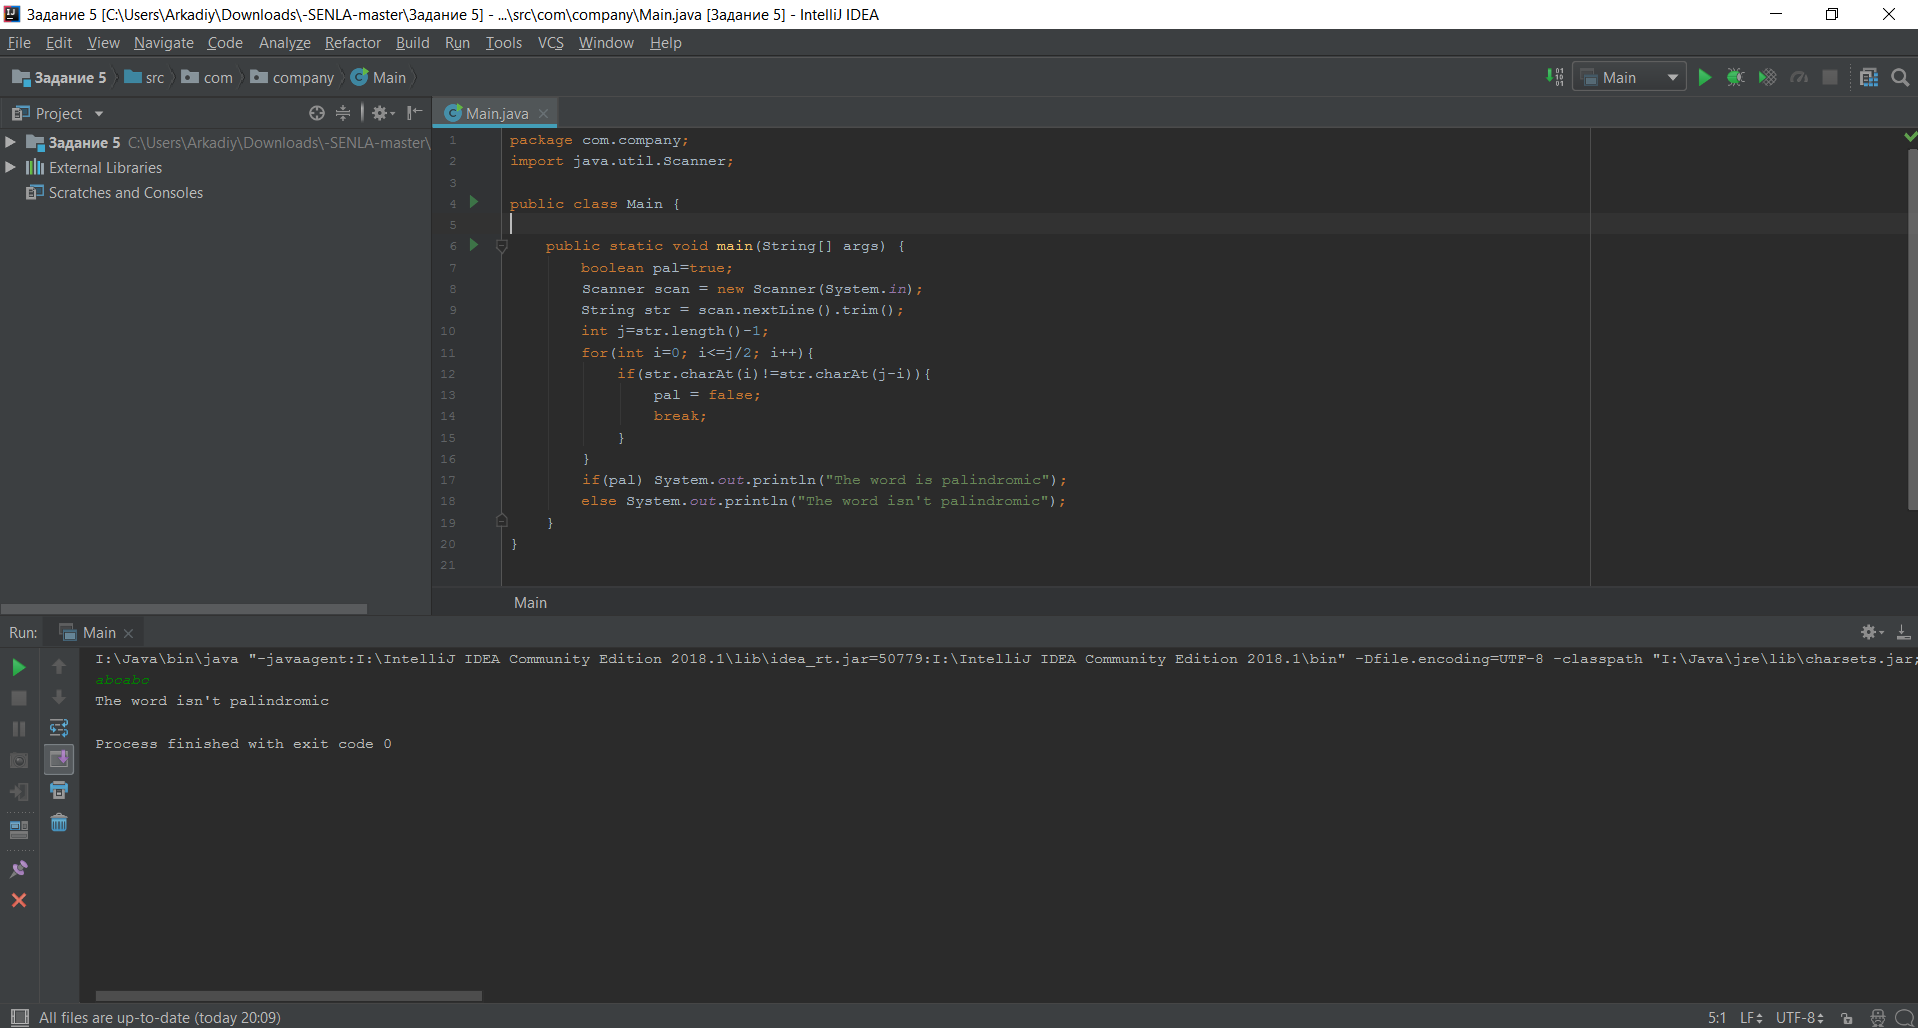 Задание 5 [C:\Users\Arkadiy\Downloads\-SENLA-master\Задание 5] - ...\src\com\company\Main.java [Задание 5] - IntelliJ IDEA
File Edit View Navigate Code Analyze Refactor Build Run Tools VCS Window Help
Задание 5 src com company Main
Main
Project
Main.java
Задание 5 C:\Users\Arkadiy\Downloads\-SENLA-master\
External Libraries
Scratches and Consoles
1 package com.company;
2 import java.util.Scanner;
3
4 public class Main {
5
6 public static void main(String[] args) {
7 boolean pal=true;
8 Scanner scan = new Scanner(System.in);
9 String str = scan.nextLine().trim();
10 int j=str.length()-1;
11 for(int i=0; i<=j/2; i++){
12 if(str.charAt(i)!=str.charAt(j-i)){
13 pal = false;
14 break;
15 }
16 }
17 if(pal) System.out.println("The word is palindromic");
18 else System.out.println("The word isn't palindromic");
19 }
20 }
21
Main
Run: Main
I:\Java\bin\java "-javaagent:I:\IntelliJ IDEA Community Edition 2018.1\lib\idea_rt.jar=50779:I:\IntelliJ IDEA Community Edition 2018.1\bin" -Dfile.encoding=UTF-8 -classpath "I:\Java\jre\lib\charsets.jar;
abcabc
The word isn't palindromic
Process finished with exit code 0
All files are up-to-date (today 20:09)
5:1 LF UTF-8